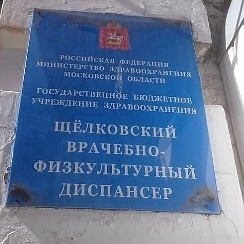 РОССИЙСКАЯ ФЕДЕРАЦИЯ
МИНИСТЕРСТВО ЗДРАВООХРАНЕНИЯ
МОСКОВСКОЙ ОБЛАСТИ
ГОСУДАРСТВЕННОЕ БЮДЖЕТНОЕ
УЧРЕЖДЕНИЕ ЗДРАВООХРАНЕНИЯ
ЩЁЛКОВСКИЙ
ВРАЧЕБНО-
ФИЗКУЛЬТУРНЫЙ
ДИСПАНСЕР